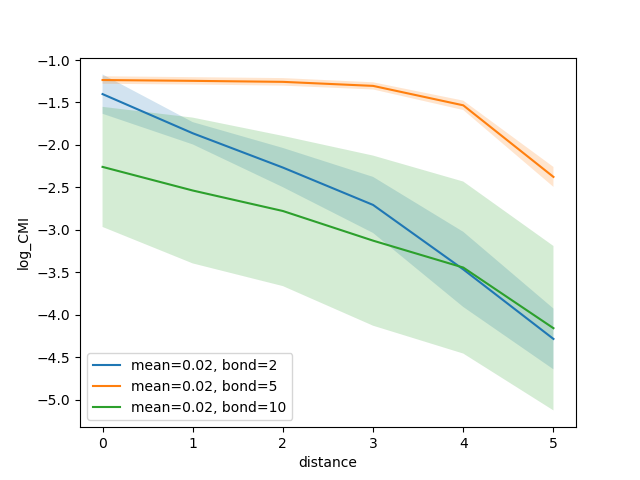 −1.0
−1.5
−2.0
−2.5
−3.0
−3.5
−4.0
−4.5
−5.0
log_CMI
mean=0.02, bond=2
mean=0.02, bond=5
mean=0.02, bond=10
0 1 2 3 4 5
distance